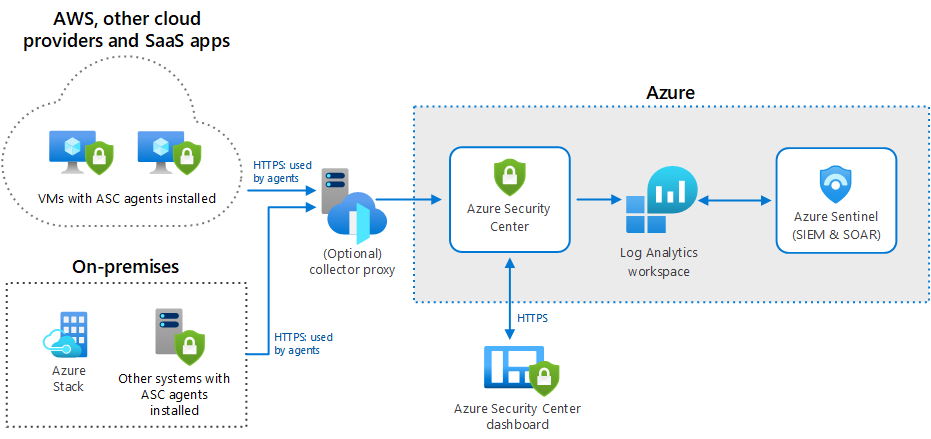 AWS, other cloud
providers and SaaS apps
VMs with ASC agents installed
HTTPS: used
by agents
On-premises
Azure
Stack
Other systems with
ASC agents
installed
HTTPS: used
by agents
(Optional)
collector proxy
Azure
Azure Security
Center
Log Analytics
workspace
Azure Sentinel
(SIEM & SOAR)
HTTPS
Azure Security Center
dashboard